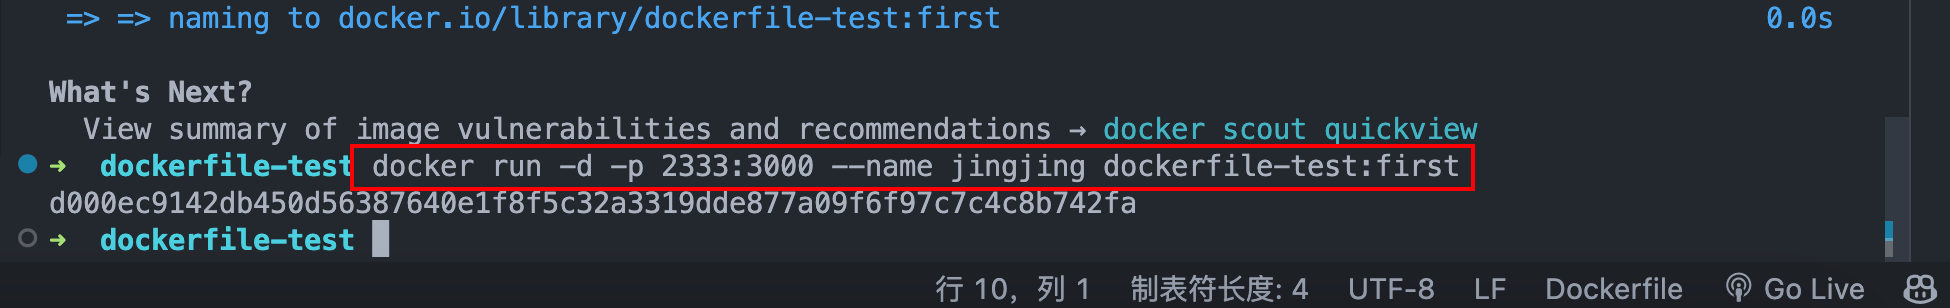 => => naming to docker.io/library/dockerfile-test:first 0.0s
What's Next?
View summary of image vulnerabilities and recommendations → docker scout quickview
➜ dockerfile-test docker run -d -p 2333:3000 --name jingjing dockerfile-test:first
d000ec9142db450d56387640e1f8f5c32a3319dde877a09f6f97c7c4c8b742fa
➜ dockerfile-test
行 10，列 1 制表符长度: 4 UTF-8 LF Dockerfile Go Live